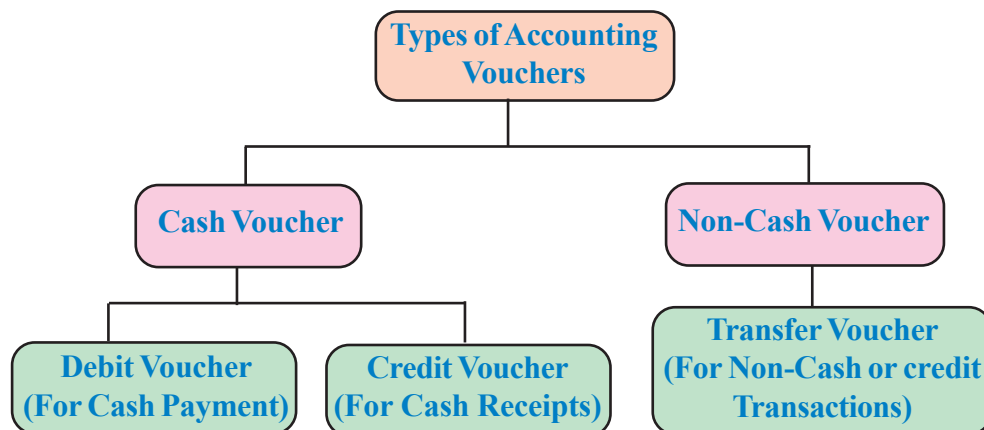 Types of Accounting
Vouchers
Cash Voucher
Non-Cash Voucher
Debit Voucher
(For Cash Payment)
Credit Voucher
(For Cash Receipts)
Transfer Voucher
(For Non-Cash or credit
Transactions)